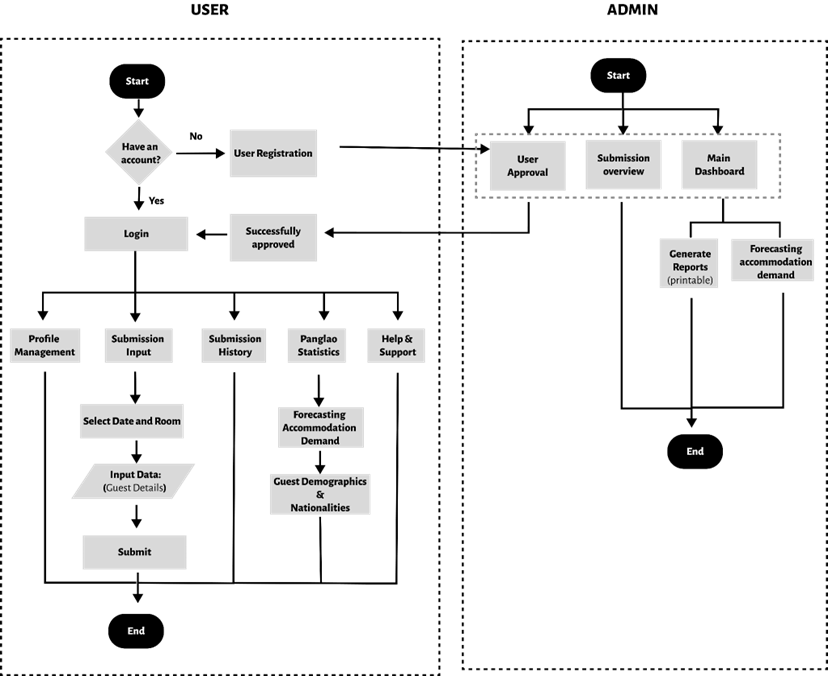 USER
Start
Have an
account?
No
Yes
User Registration
Login
Successfully
approved
Profile
Management
Submission
Input
Submission
History
Panglao
Statistics
Help &
Support
Select Date and Room
Input Data:
(Guest Details)
Submit
Forecasting
Accommodation
Demand
Guest Demographics
&
Nationalities
End
ADMIN
Start
User
Approval
Submission
overview
Main
Dashboard
Generate
Reports
(printable)
Forecasting
accommodation
demand
End